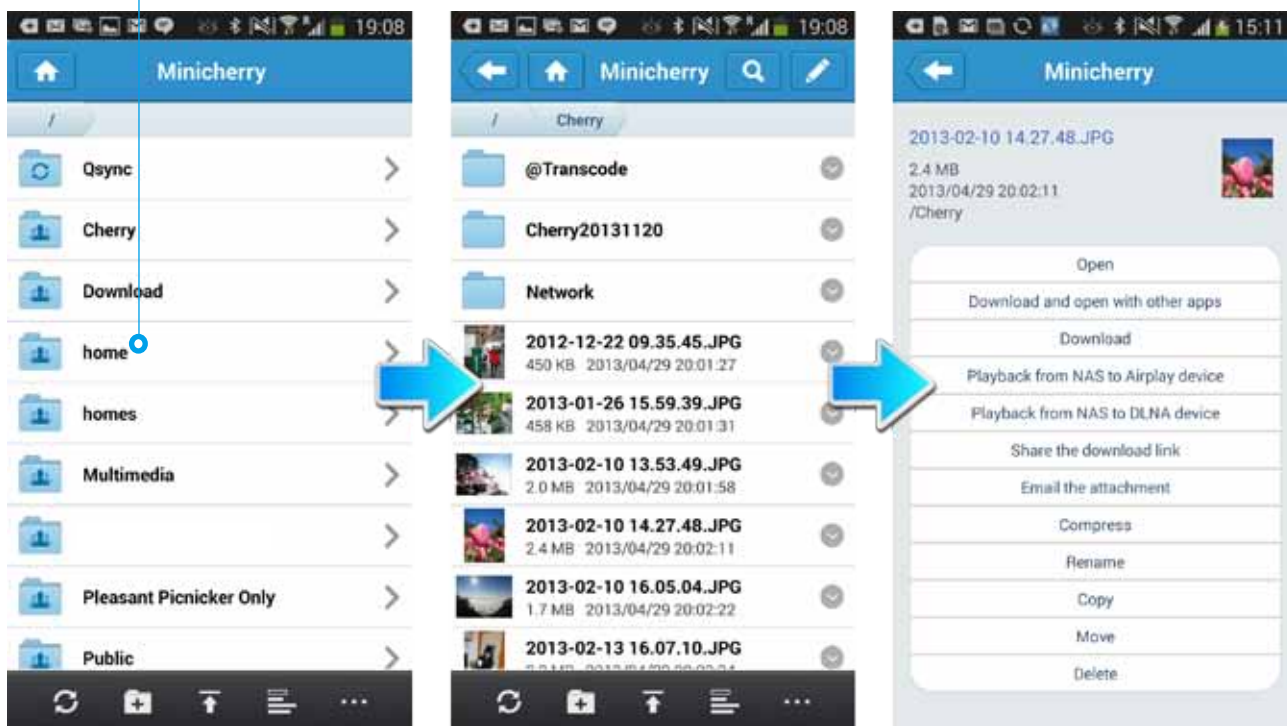 19:08
Minicherry
/
Qsync
Cherry
Download
home
homes
Multimedia
Pleasant Picnicker Only
Public
19:08
Minicherry
/ Cherry
@Transcode
Cherry20131120
Network
2012-12-22 09.35.45.JPG
450 KB 2013/04/29 20:01:27
2013-01-26 15.59.39.JPG
458 KB 2013/04/29 20:01:31
2013-02-10 13.53.49.JPG
2.0 MB 2013/04/29 20:01:58
2013-02-10 14.27.48.JPG
2.4 MB 2013/04/29 20:02:11
2013-02-10 16.05.04.JPG
1.7 MB 2013/04/29 20:02:22
2013-02-13 16.07.10.JPG
15:11
Minicherry
2013-02-10 14.27.48.JPG
2.4 MB
2013/04/29 20:02:11
/Cherry
Open
Download and open with other apps
Download
Playback from NAS to Airplay device
Playback from NAS to DLNA device
Share the download link
Email the attachment
Compress
Rename
Copy
Move
Delete